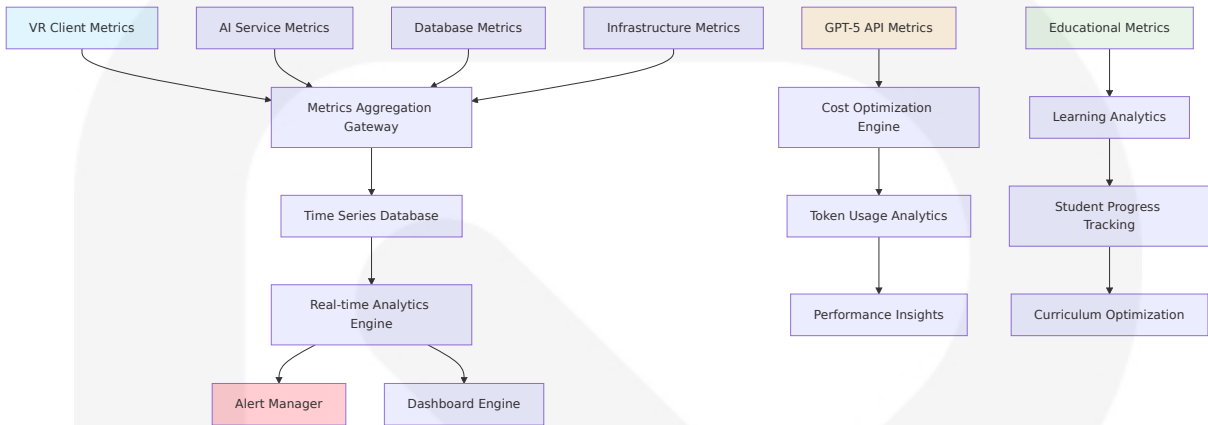 VR Client Metrics
AI Service Metrics
Database Metrics
Infrastructure Metrics
GPT-5 API Metrics
Educational Metrics
Metrics Aggregation
Gateway
Cost Optimization
Engine
Learning Analytics
Time Series Database
Token Usage Analytics
Student Progress
Tracking
Real-time Analytics
Engine
Performance Insights
Curriculum Optimization
Alert Manager
Dashboard Engine